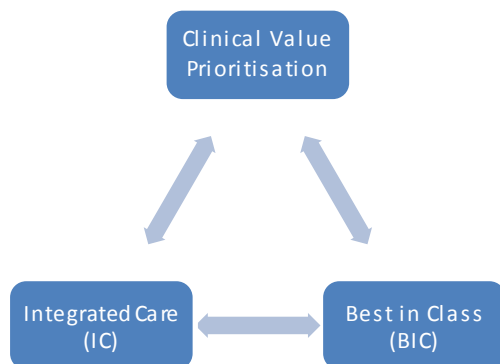 Clinical Value
Prioritisation
Integrated Care
(IC)
Best in Class
(BIC)